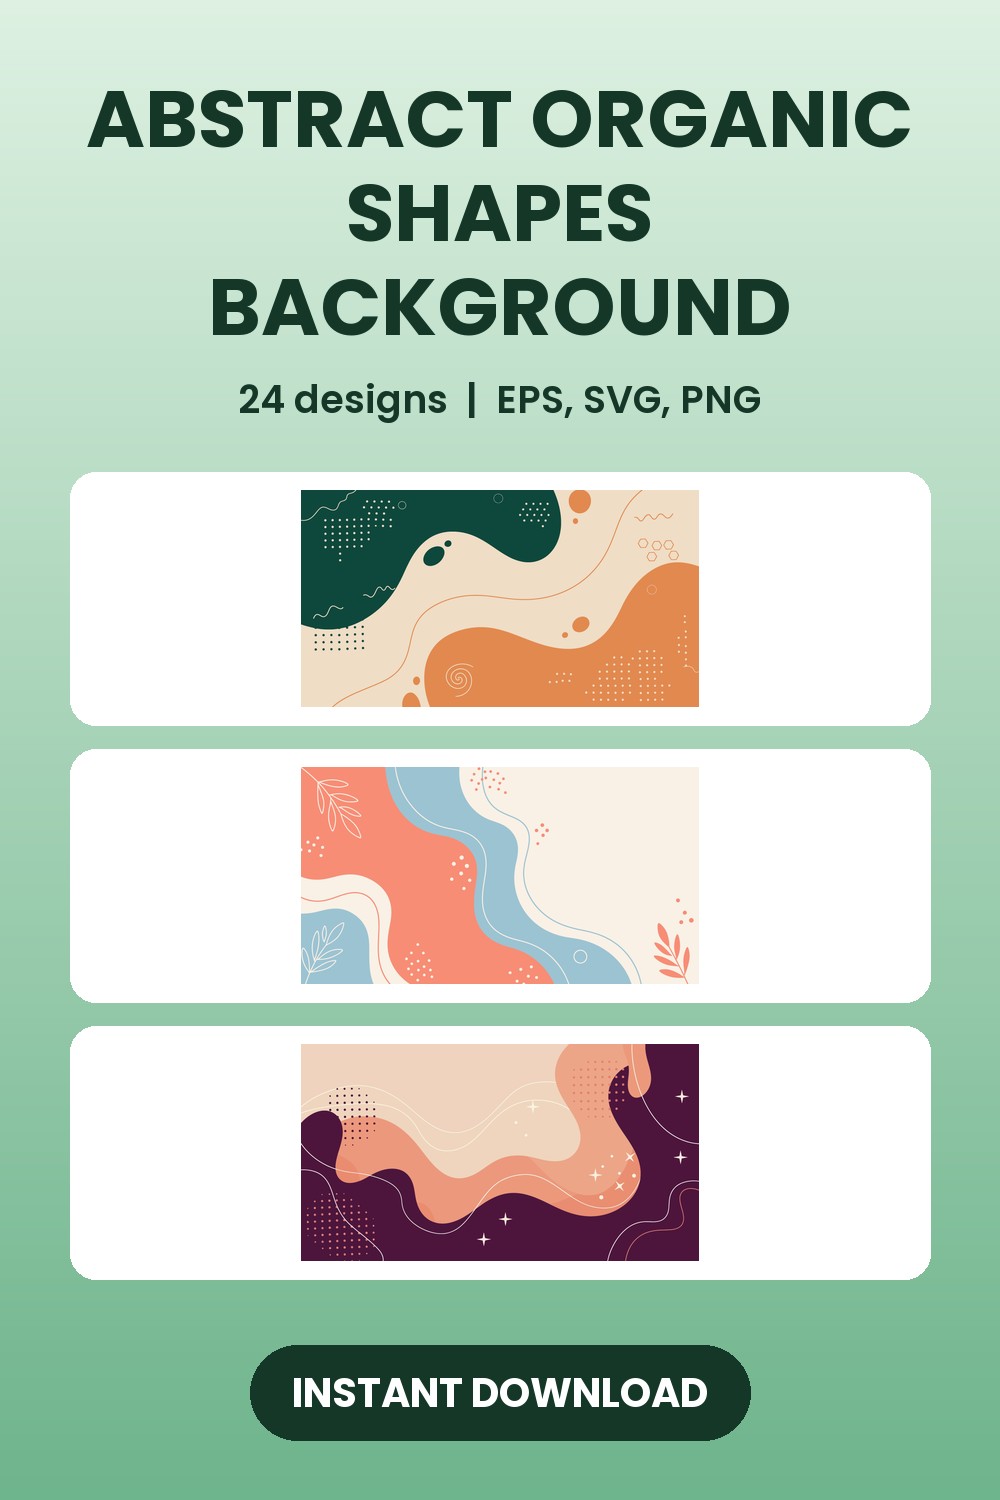 ABSTRACT ORGANIC
SHAPES
BACKGROUND
24 designs | EPS, SVG, PNG
INSTANT DOWNLOAD